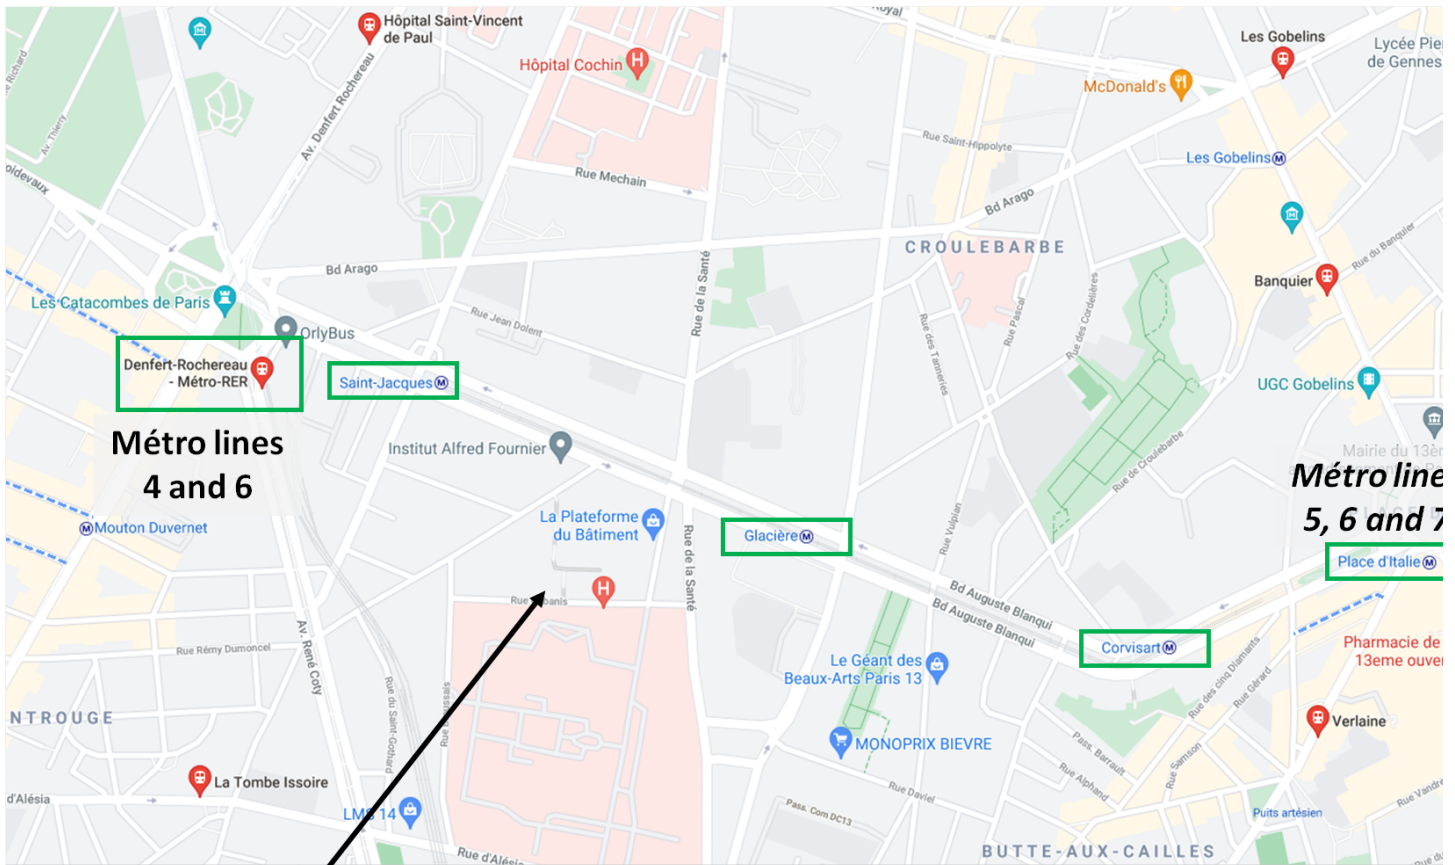 Hôpital Saint-Vincent
de Paul
Royal
Les Gobelins
Lycée Pie
de Gennes
Hôpital Cochin
H
McDonald's
Av. Thierry
Av. Denfert Rochereau
Rue Saint-Hippolyte
Les Gobelins M
oidevaux
Rue Mechain
Bd Arago
CROULEBARBE
Rue du Banquier
Bd Arago
Rue de la Santé
Banquier
Les Catacombes de Paris
Rue Jean Dolent
Rue des Tanneries
Rue Pascal
Rue des Cordelières
OrlyBus
Denfert-Rochereau
- Métro-RER
Saint-Jacques M
UGC Gobelins
Métro lines
4 and 6
Institut Alfred Fournier
Rue de Croulebarbe
Mairie du 13è
Métro line
5, 6 and 7
M Mouton Duvernet
La Plateforme
du Bâtiment
Rue de la Santé
Glacière M
Rue Vulpian
Place d'Italie M
Bd Auguste Blanqui
Bd Auguste Blanqui
H
Rue Rémy Dumoncel
Av. René Coty
Corvisart M
Pharmacie de
13eme ouver
Le Géant des
Beaux-Arts Paris 13
Rue des cinq Diamants
Rue Gérard
Rue du Saint-Gothard
NTROUGE
Verlaine
MONOPRIX BIEVRE
Pass. Barrault
Rue Samson
Rue Alphand
La Tombe Issoire
Rue Daviel
Rue Vandre
d'Alésia
LMS 14
Pass. Com DC13
Puits artésien
Rue d'Alésia
BUTTE-AUX-CAILLES